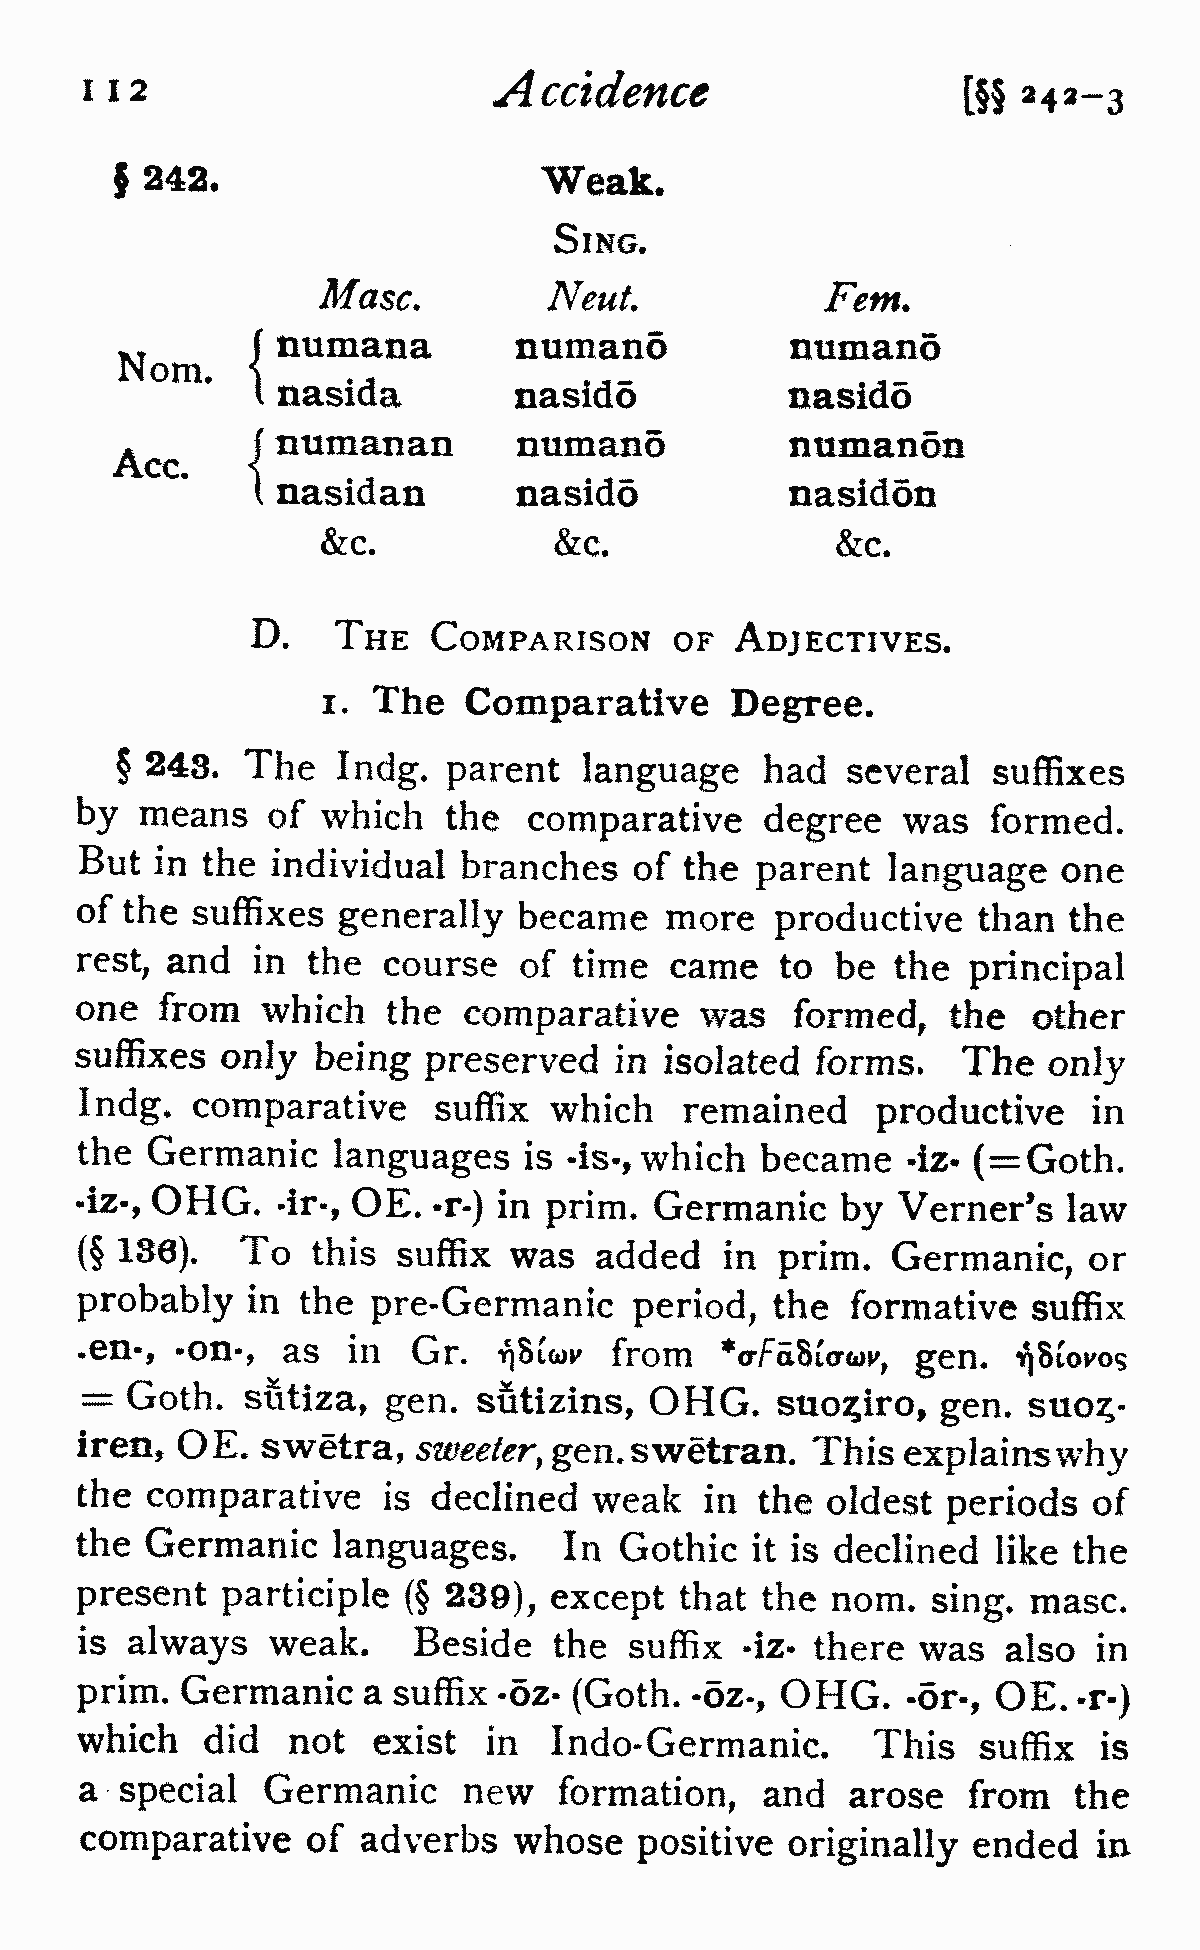 112 Accidence [§§ 242-3
§ 242. Weak.
Sing.
Masc. Neut. Fem.
Nom. { numana numanō numanō
nasida nasidō nasidō
Acc. { numanan numanō numanōn
nasidan nasidō nasidōn
&c. &c. &c.
D. The Comparison of Adjectives.
1. The Comparative Degree.
§ 243. The Indg. parent language had several suffixes
by means of which the comparative degree was formed.
But in the individual branches of the parent language one
of the suffixes generally became more productive than the
rest, and in the course of time came to be the principal
one from which the comparative was formed, the other
suffixes only being preserved in isolated forms. The only
Indg. comparative suffix which remained productive in
the Germanic languages is -is-, which became -iz- (=Goth.
-iz-, OHG. -ir-, OE. -r-) in prim. Germanic by Verner's law
(§ 136). To this suffix was added in prim. Germanic, or
probably in the pre-Germanic period, the formative suffix
-en-, -on-, as in Gr. ἡδίων from *σϝᾱδίσων, gen. ἡδίονος
= Goth. sū̆tiza, gen. sū̆tizins, OHG. suoʒiro, gen. suoʒ-
iren, OE. swētra, sweeter, gen. swētran. This explains why
the comparative is declined weak in the oldest periods of
the Germanic languages. In Gothic it is declined like the
present participle (§ 239), except that the nom. sing. masc.
is always weak. Beside the suffix -iz- there was also in
prim. Germanic a suffix -ōz- (Goth. -ōz-, OHG. -ōr-, OE. -r-)
which did not exist in Indo-Germanic. This suffix is
a special Germanic new formation, and arose from the
comparative of adverbs whose positive originally ended in